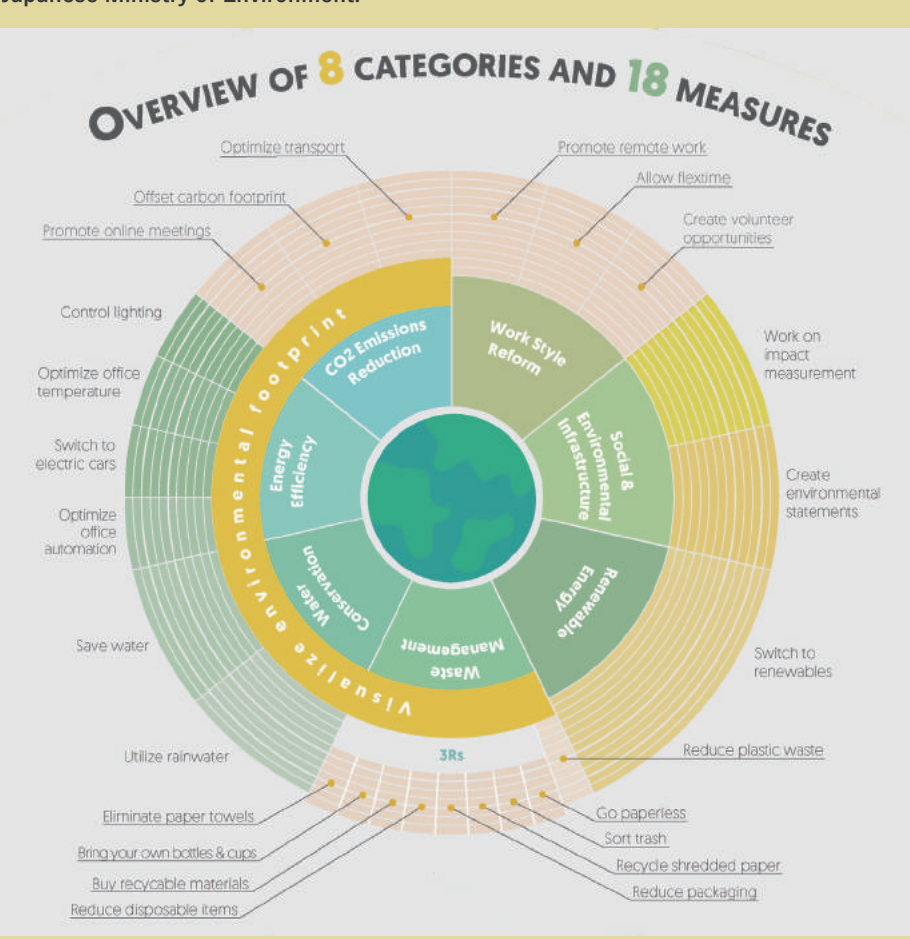 Japanese Ministry of Environment.
OVERVIEW OF 8 CATEGORIES AND 18 MEASURES
Optimize transport
Offset carbon footprint
Promote online meetings
Promote remote work
Allow flextime
Create volunteer
opportunities
Control lighting
Optimize office
temperature
Switch to
electric cars
Optimize
office
automation
Save water
Utilize rainwater
Work on
impact
measurement
Create
environmental
statements
Switch to
renewables
Visualize environmental footprint
CO2 Emissions
Reduction
Work Style
Reform
Energy
Efficiency
Social &
Environmental
Infrastructure
Water
Conservation
Waste
Management
Renewable
Energy
3Rs
Reduce plastic waste
Go paperless
Sort trash
Recycle shredded paper
Reduce packaging
Eliminate paper towels
Bring your own bottles & cups
Buy recycable materials
Reduce disposable items